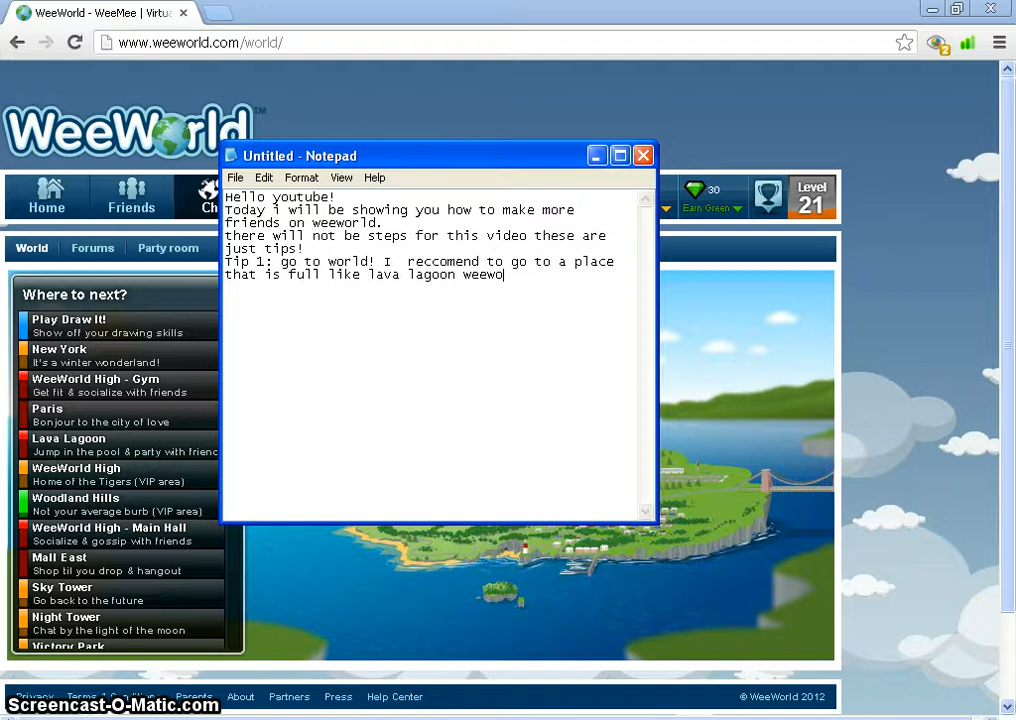 WeeWorld - WeeMee | Virtu
www.weeworld.com/world/
2
WeeWorld™
Home
Friends
Ch
30
Earn Green
Level
21
World
Forums
Party room
Untitled - Notepad
File Edit Format View Help
Hello youtube!
Today i will be showing you how to make more
friends on weeworld.
there will not be steps for this video these are
just tips!
Tip 1: go to world! I  reccomend to go to a place
that is full like lava lagoon weewo
Where to next?
Play Draw It!
Show off your drawing skills
New York
It's a winter wonderland!
WeeWorld High - Gym
Get fit & socialize with friends
Paris
Bonjour to the city of love
Lava Lagoon
Jump in the pool & party with frienc
WeeWorld High
Home of the Tigers (VIP area)
Woodland Hills
Not your average burb (VIP area)
WeeWorld High - Main Hall
Socialize & gossip with friends
Mall East
Shop til you drop & hangout
Sky Tower
Go back to the future
Night Tower
Chat by the light of the moon
Victory Park
Privacy Terms & Condition Parents About Partners Press Help Center
© WeeWorld 2012
Screencast-O-Matic.com